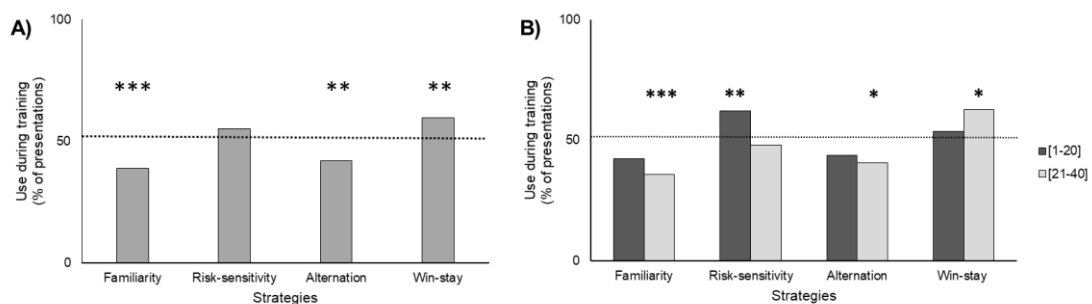 A)
Use during training
(% of presentations)
100
50
0
***
**
**
Familiarity
Risk-sensitivity
Alternation
Win-stay
Strategies
B)
Use during training
(% of presentations)
100
50
0
***
**
*
*
Familiarity
Risk-sensitivity
Alternation
Win-stay
Strategies
[1-20]
[21-40]